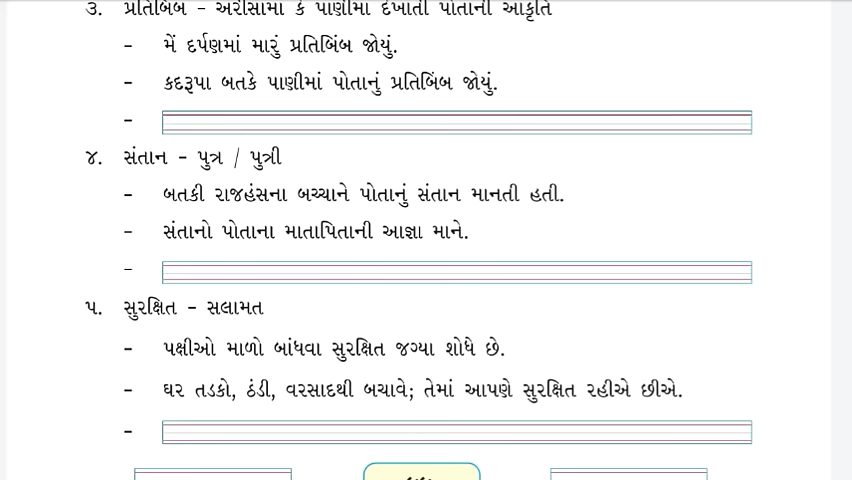 ૩. પ્રતિબિંબ - અરીસામાં કે પાણીમાં દેખાતી પોતાની આકૃતિ
- મેં દર્પણમાં મારું પ્રતિબિંબ જોયું.
- કદરૂપા બતકે પાણીમાં પોતાનું પ્રતિબિંબ જોયું.
-
૪. સંતાન - પુત્ર / પુત્રી
- બતકી રાજહંસના બચ્ચાને પોતાનું સંતાન માનતી હતી.
- સંતાનો પોતાના માતાપિતાની આજ્ઞા માને.
-
૫. સુરક્ષિત - સલામત
- પક્ષીઓ માળો બાંધવા સુરક્ષિત જગ્યા શોધે છે.
- ઘર તડકો, ઠંડી, વરસાદથી બચાવે; તેમાં આપણે સુરક્ષિત રહીએ છીએ.
-